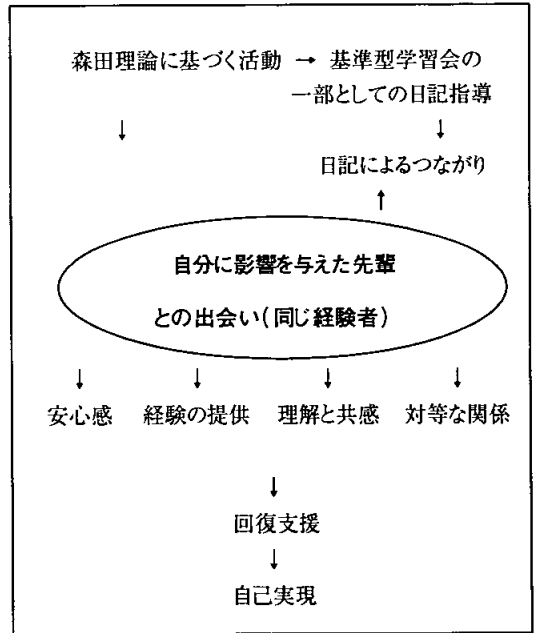 森田理論に基づく活動 → 基準型学習会の
一部としての日記指導
↓ ↓
日記によるつながり
↑
自分に影響を与えた先輩
との出会い(同じ経験者)
↓ ↓ ↓ ↓
安心感 経験の提供 理解と共感 対等な関係
↓
回復支援
↓
自己実現